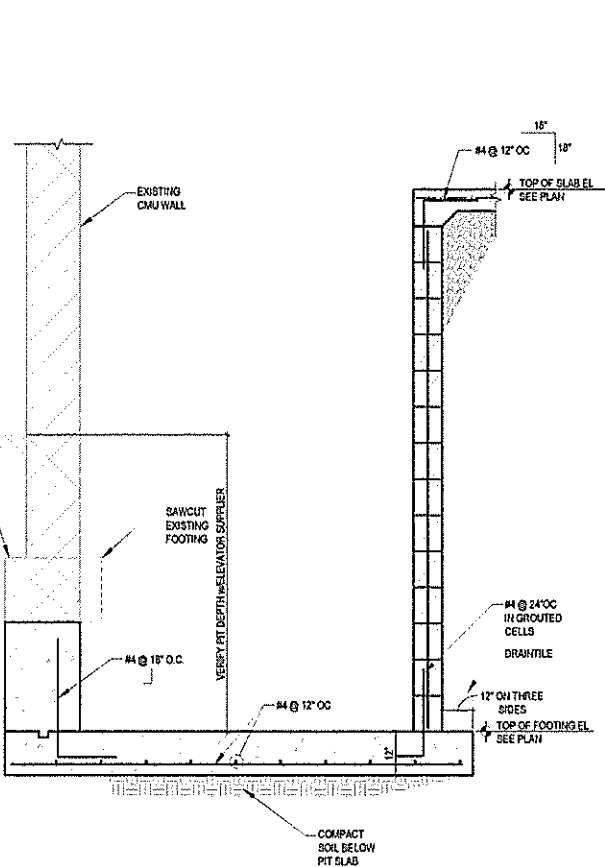 18"
#4 @ 12" OC
18"
TOP OF SLAB EL
SEE PLAN
EXISTING
CMU WALL
SAWCUT
EXISTING
FOOTING
VERIFY PIT DEPTH W/ELEVATOR SUPPLIER
#4 @ 24"OC
IN GROUTED
CELLS
DRAINTILE
#4 @ 18" O.C.
12" ON THREE
SIDES
#4 @ 12" OC
TOP OF FOOTING EL
SEE PLAN
12"
COMPACT
SOIL BELOW
PIT SLAB